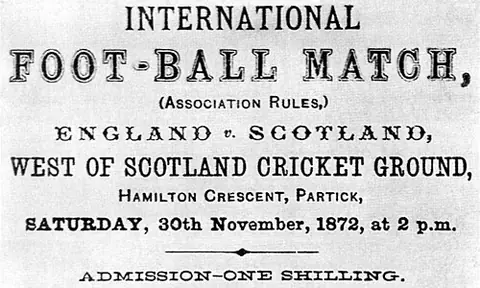 INTERNATIONAL
FOOT-BALL MATCH,
(ASSOCIATION RULES,)
ENGLAND v. SCOTLAND,
WEST OF SCOTLAND CRICKET GROUND,
HAMILTON CRESCENT, PARTICK,
SATURDAY, 30th November, 1872, at 2 p.m.
ADMISSION-ONE SHILLING.